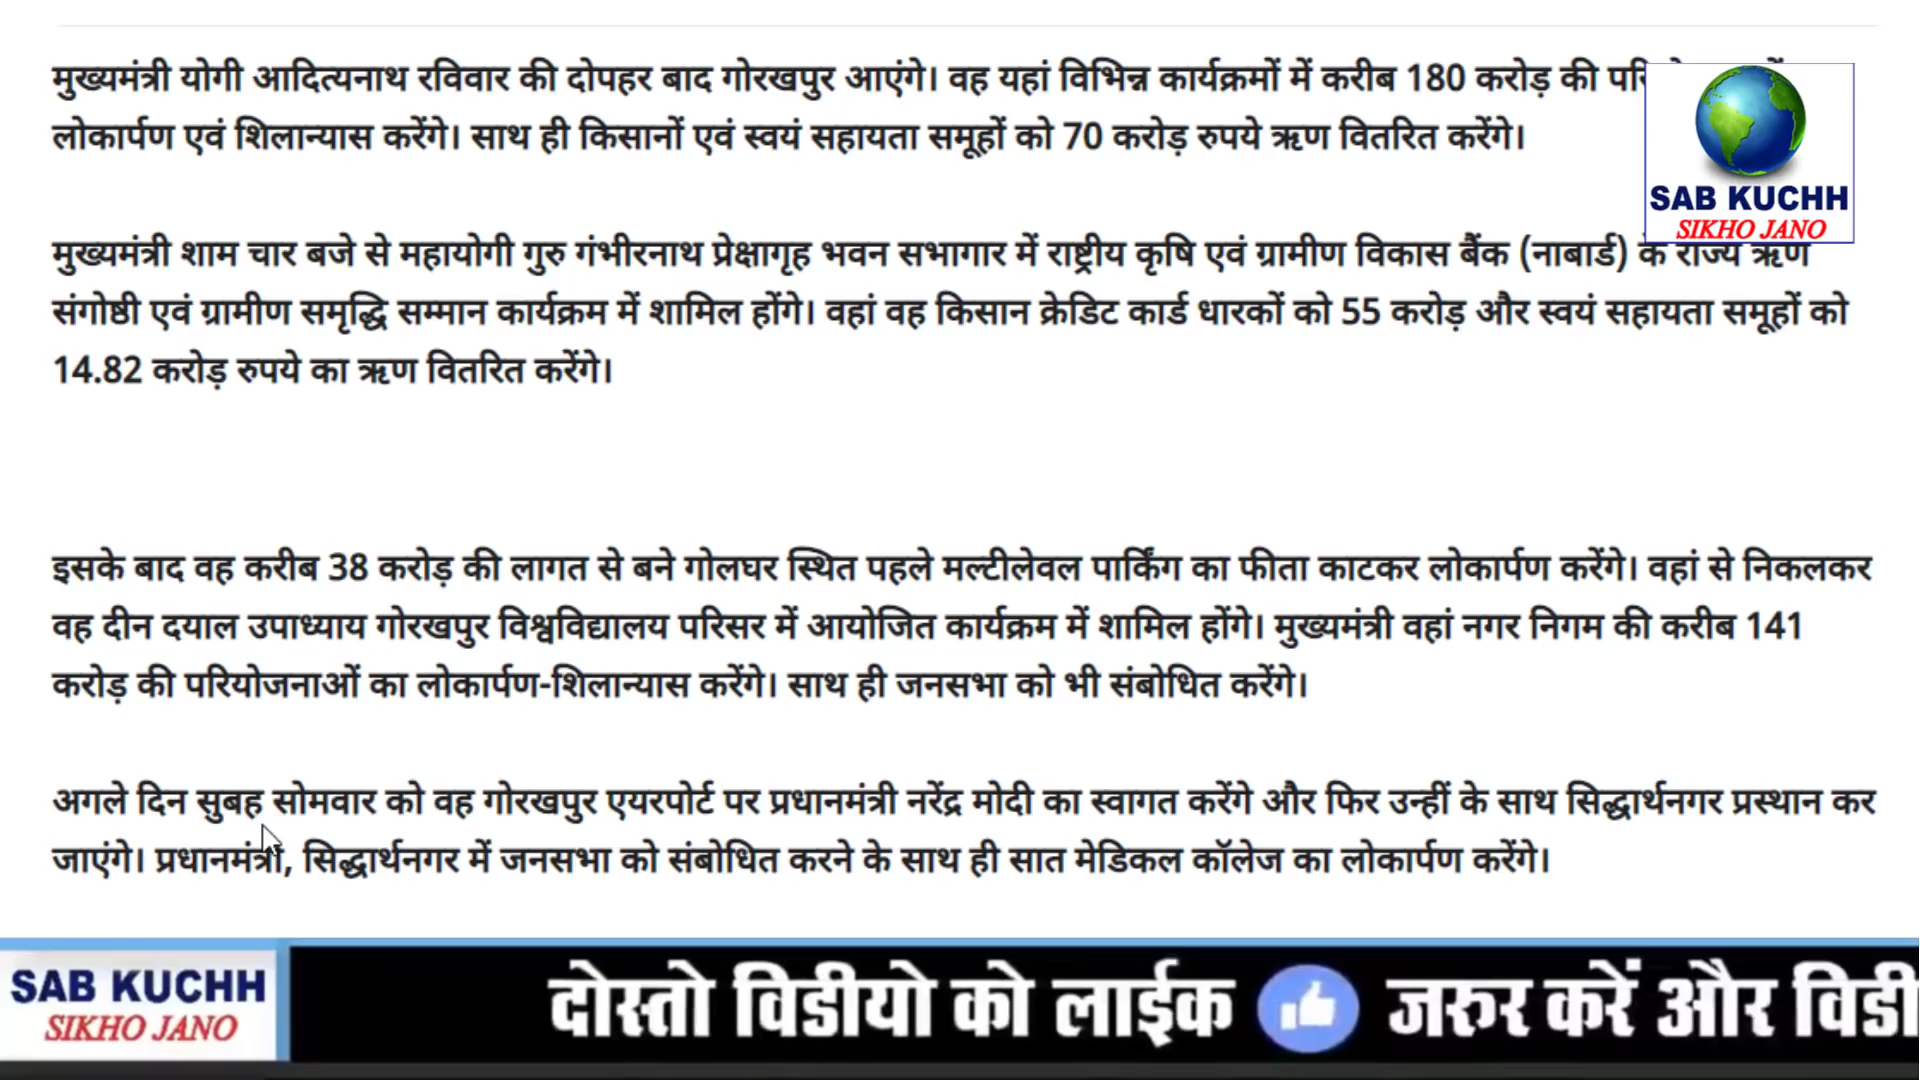 मुख्यमंत्री योगी आदित्यनाथ रविवार की दोपहर बाद गोरखपुर आएंगे। वह यहां विभिन्न कार्यक्रमों में करीब 180 करोड़ की
लोकार्पण एवं शिलान्यास करेंगे। साथ ही किसानों एवं स्वयं सहायता समूहों को 70 करोड़ रुपये ऋण वितरित करेंगे।
SAB KUCHH
SIKHO JANO
मुख्यमंत्री शाम चार बजे से महायोगी गुरु गंभीरनाथ प्रेक्षागृह भवन सभागार में राष्ट्रीय कृषि एवं ग्रामीण विकास बैंक (नाबार्ड) के राज्य ऋण
संगोष्ठी एवं ग्रामीण समृद्धि सम्मान कार्यक्रम में शामिल होंगे। वहां वह किसान क्रेडिट कार्ड धारकों को 55 करोड़ और स्वयं सहायता समूहों को
14.82 करोड़ रुपये का ऋण वितरित करेंगे।
इसके बाद वह करीब 38 करोड़ की लागत से बने गोलघर स्थित पहले मल्टीलेवल पार्किंग का फीता काटकर लोकार्पण करेंगे। वहां से निकलकर
वह दीन दयाल उपाध्याय गोरखपुर विश्वविद्यालय परिसर में आयोजित कार्यक्रम में शामिल होंगे। मुख्यमंत्री वहां नगर निगम की करीब 141
करोड़ की परियोजनाओं का लोकार्पण-शिलान्यास करेंगे। साथ ही जनसभा को भी संबोधित करेंगे।
अगले दिन सुबह सोमवार को वह गोरखपुर एयरपोर्ट पर प्रधानमंत्री नरेंद्र मोदी का स्वागत करेंगे और फिर उन्हीं के साथ सिद्धार्थनगर प्रस्थान कर
जाएंगे। प्रधानमंत्री, सिद्धार्थनगर में जनसभा को संबोधित करने के साथ ही सात मेडिकल कॉलेज का लोकार्पण करेंगे।
SAB KUCHH
SIKHO JANO
दोस्तो विडीयो को लाईक जरुर करें और विडी